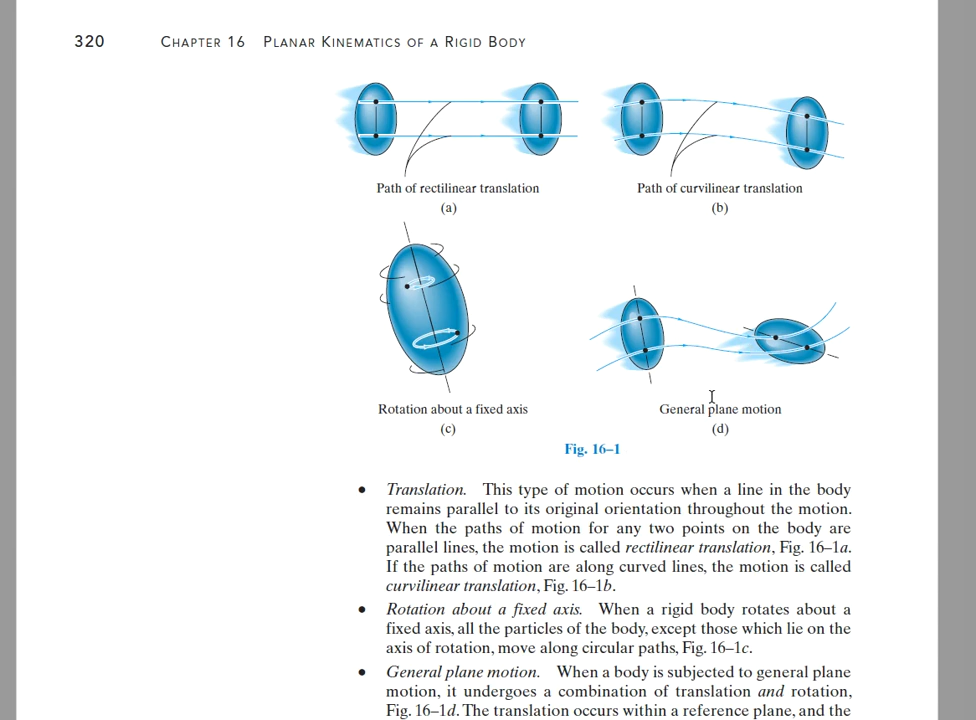 320 CHAPTER 16 PLANAR KINEMATICS OF A RIGID BODY
Path of rectilinear translation
(a)
Path of curvilinear translation
(b)
Rotation about a fixed axis
(c)
General plane motion
(d)
Fig. 16–1
• Translation. This type of motion occurs when a line in the body
remains parallel to its original orientation throughout the motion.
When the paths of motion for any two points on the body are
parallel lines, the motion is called rectilinear translation, Fig. 16–1a.
If the paths of motion are along curved lines, the motion is called
curvilinear translation, Fig. 16–1b.
• Rotation about a fixed axis. When a rigid body rotates about a
fixed axis, all the particles of the body, except those which lie on the
axis of rotation, move along circular paths, Fig. 16–1c.
• General plane motion. When a body is subjected to general plane
motion, it undergoes a combination of translation and rotation,
Fig. 16–1d. The translation occurs within a reference plane, and the